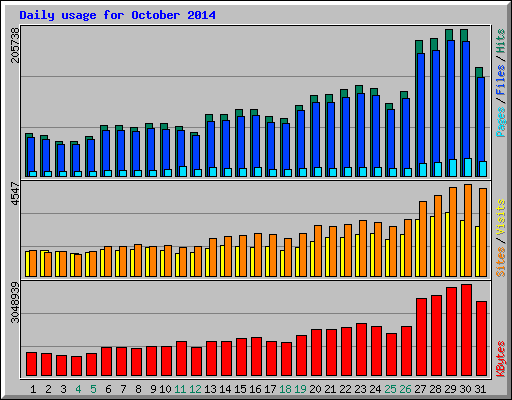 Daily usage for October 2014
205738
Pages / Files / Hits
4547
Sites / Visits
3048939
KBytes
1 2 3 4 5 6 7 8 9 10 11 12 13 14 15 16 17 18 19 20 21 22 23 24 25 26 27 28 29 30 31